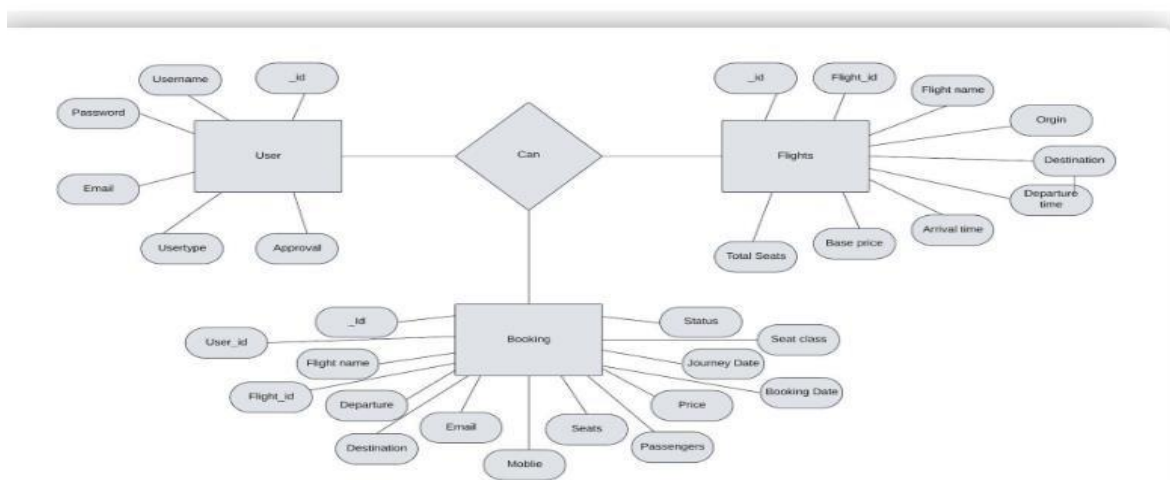 Username
_id
Password
User
Email
Usertype
Approval
Can
_id
Flight_id
Flight name
Orgin
Flights
Destination
Departure
time
Arrival time
Base price
Total Seats
_Id
Status
User_id
Booking
Seat class
Flight name
Journey Date
Flight_id
Booking Date
Departure
Price
Email
Seats
Destination
Passengers
Moblie